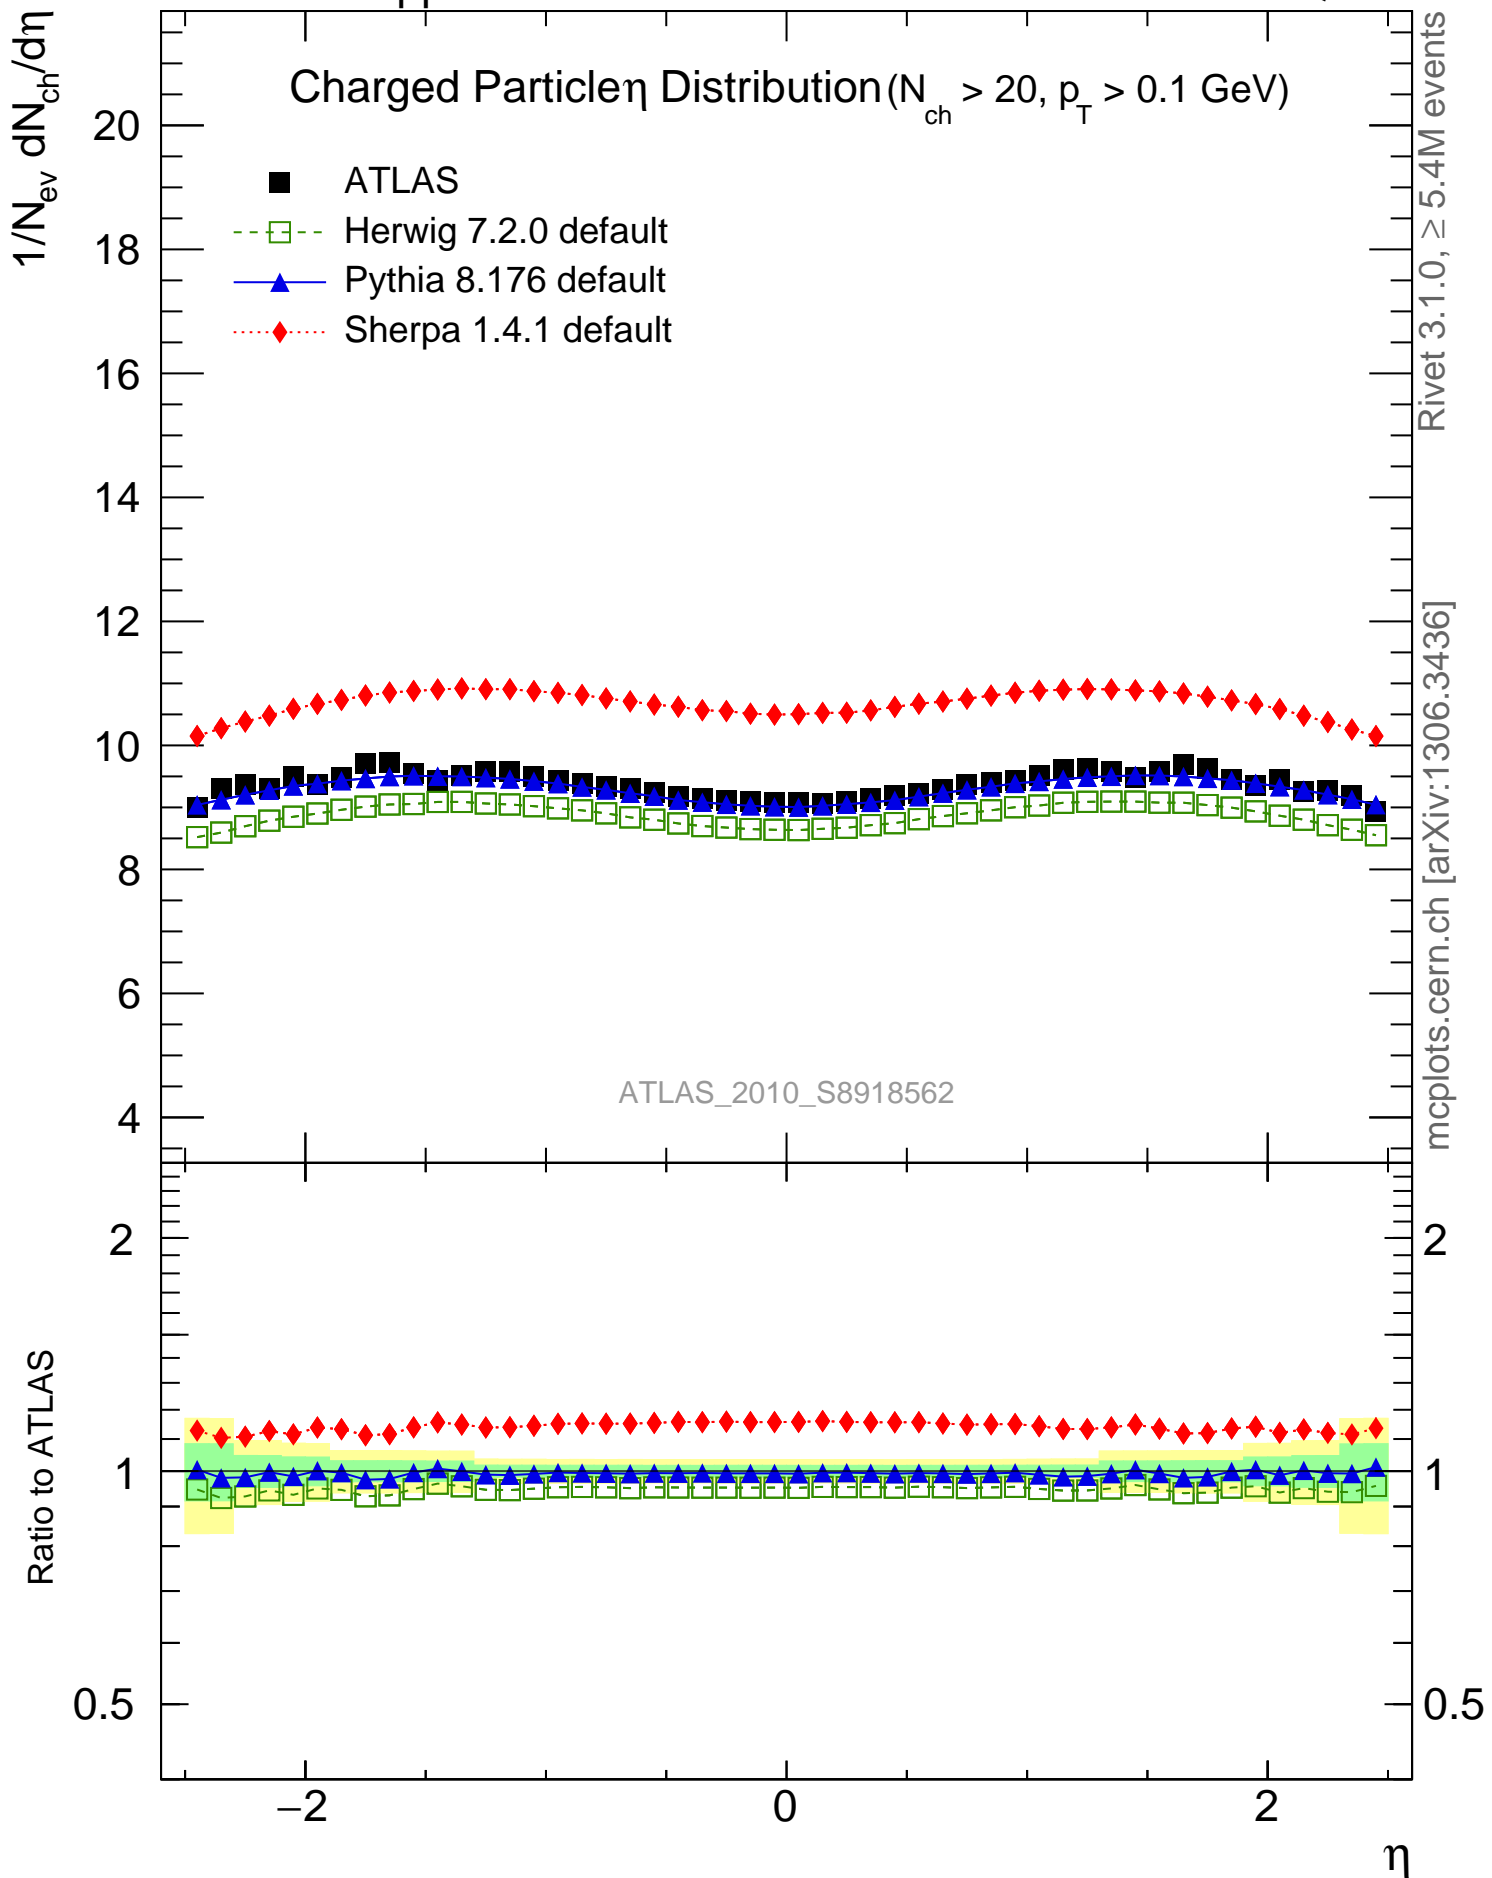 pp
1/N_ev dN_ch/dη
Charged Particleη Distribution (N_ch > 20, p_T > 0.1 GeV)
ATLAS
Herwig 7.2.0 default
Pythia 8.176 default
Sherpa 1.4.1 default
20
18
16
14
12
10
8
6
4
ATLAS_2010_S8918562
Rivet 3.1.0, ≥ 5.4M events
mcplots.cern.ch [arXiv:1306.3436]
Ratio to ATLAS
2
1
0.5
2
1
0.5
−2
0
2
η